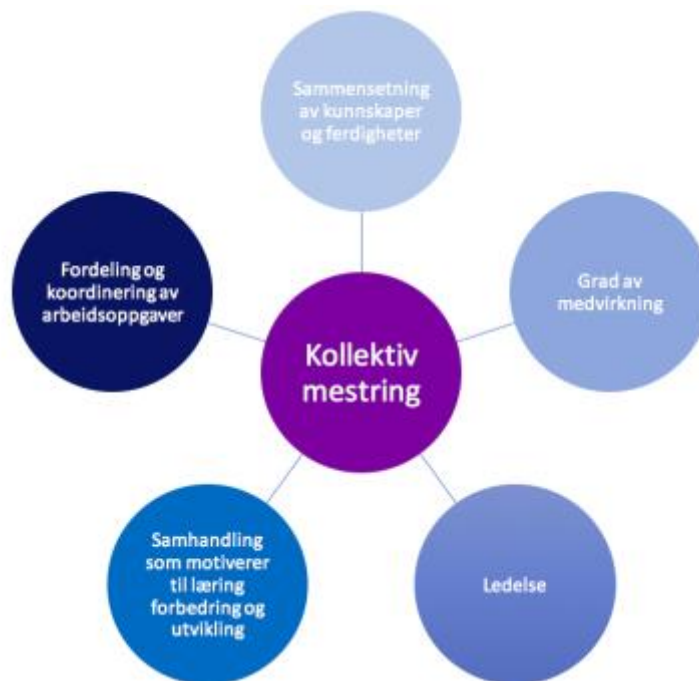 Sammensetning
av kunnskaper
og ferdigheter
Fordeling og
koordinering av
arbeidsoppgaver
Grad av
medvirkning
Kollektiv
mestring
Samhandling
som motiverer
til læring
forbedring og
utvikling
Ledelse